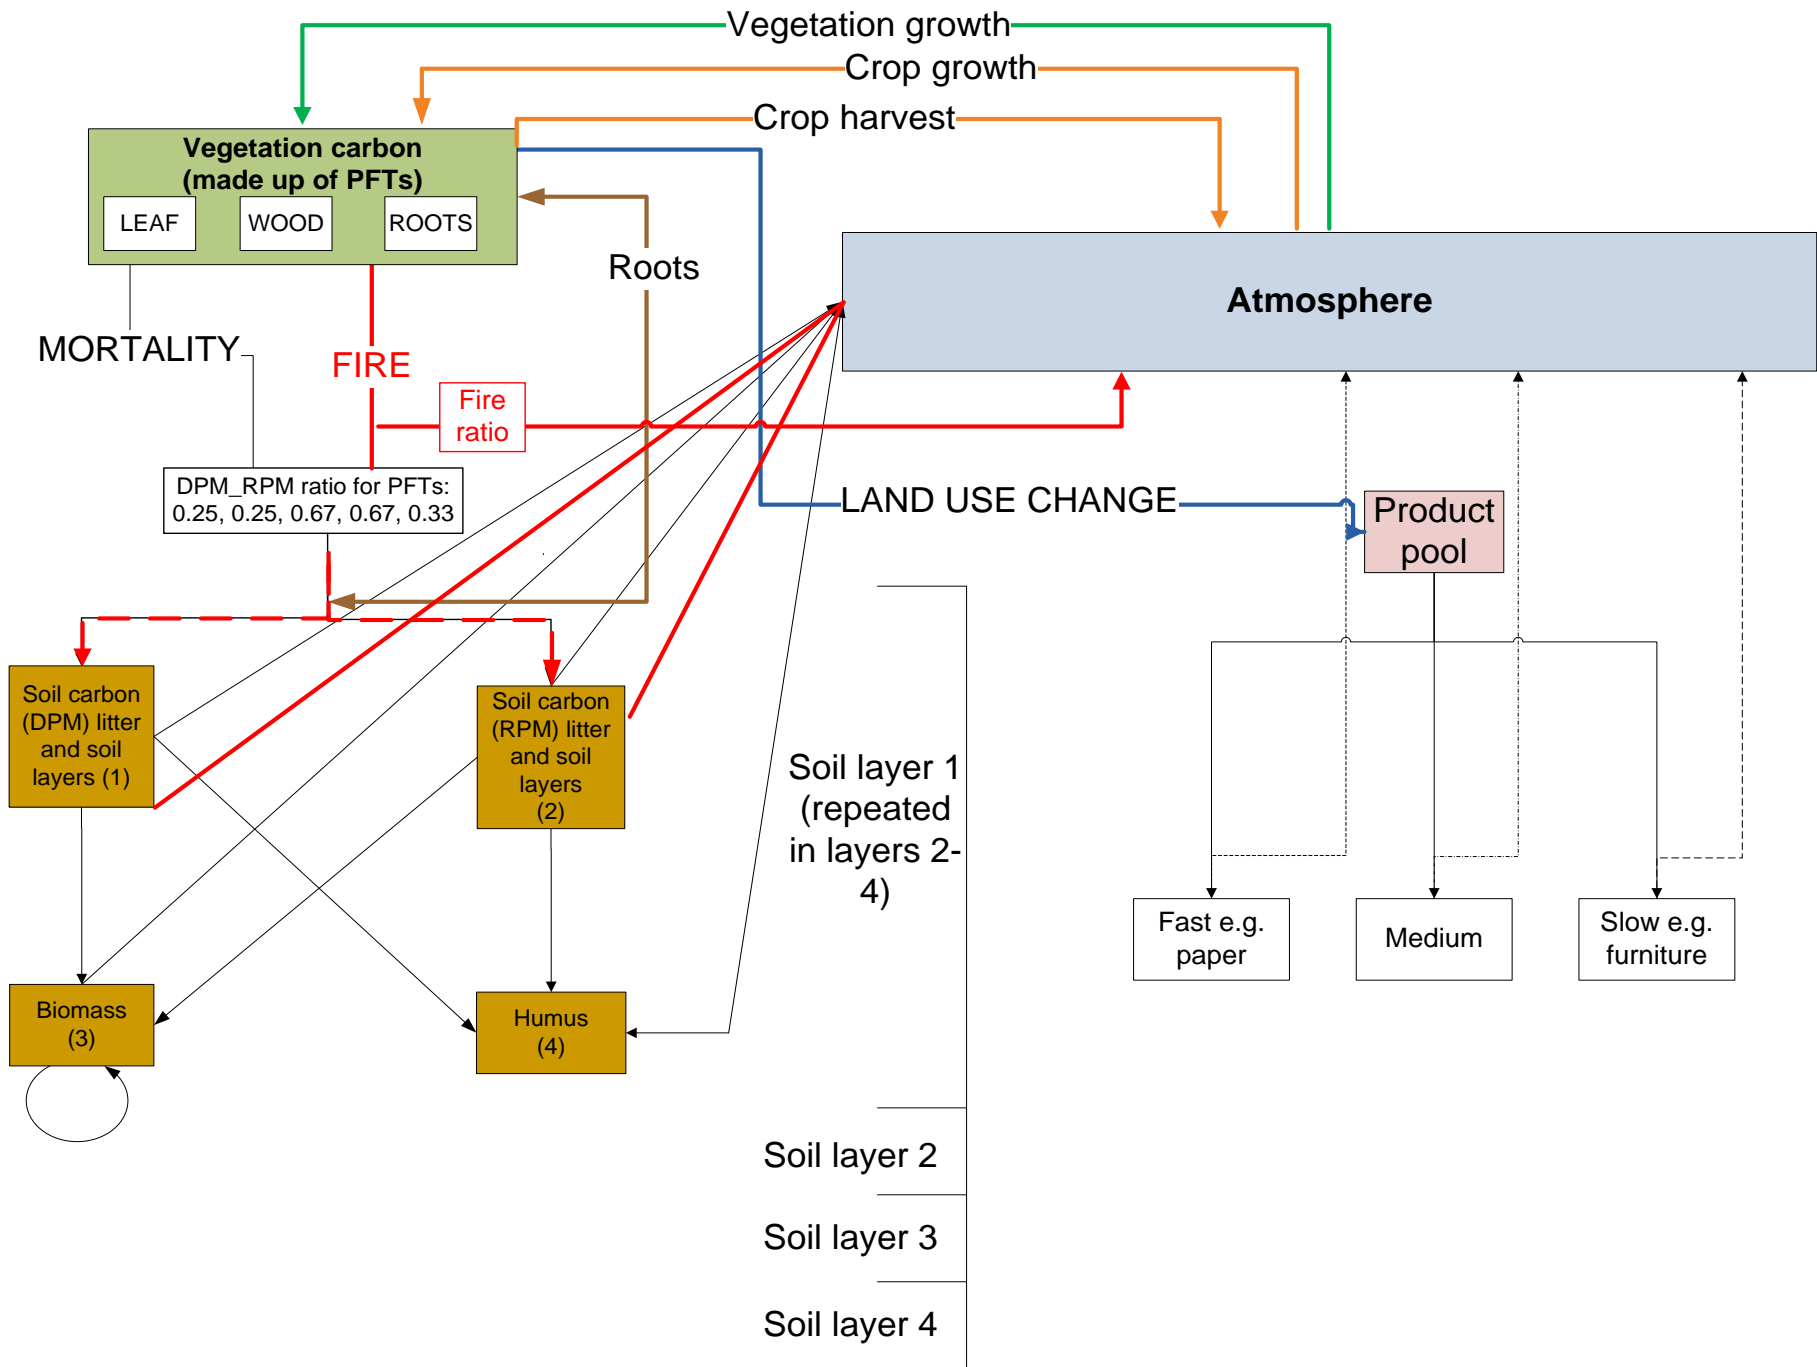 Vegetation growth
Crop growth
Crop harvest
Vegetation carbon
(made up of PFTs)
LEAF
WOOD
ROOTS
Roots
Atmosphere
MORTALITY
FIRE
Fire
ratio
DPM_RPM ratio for PFTs:
0.25, 0.25, 0.67, 0.67, 0.33
LAND USE CHANGE
Product
pool
Soil carbon
(DPM) litter
and soil
layers (1)
Soil carbon
(RPM) litter
and soil
layers
(2)
Soil layer 1
(repeated
in layers 2-
4)
Fast e.g.
paper
Medium
Slow e.g.
furniture
Biomass
(3)
Humus
(4)
Soil layer 2
Soil layer 3
Soil layer 4